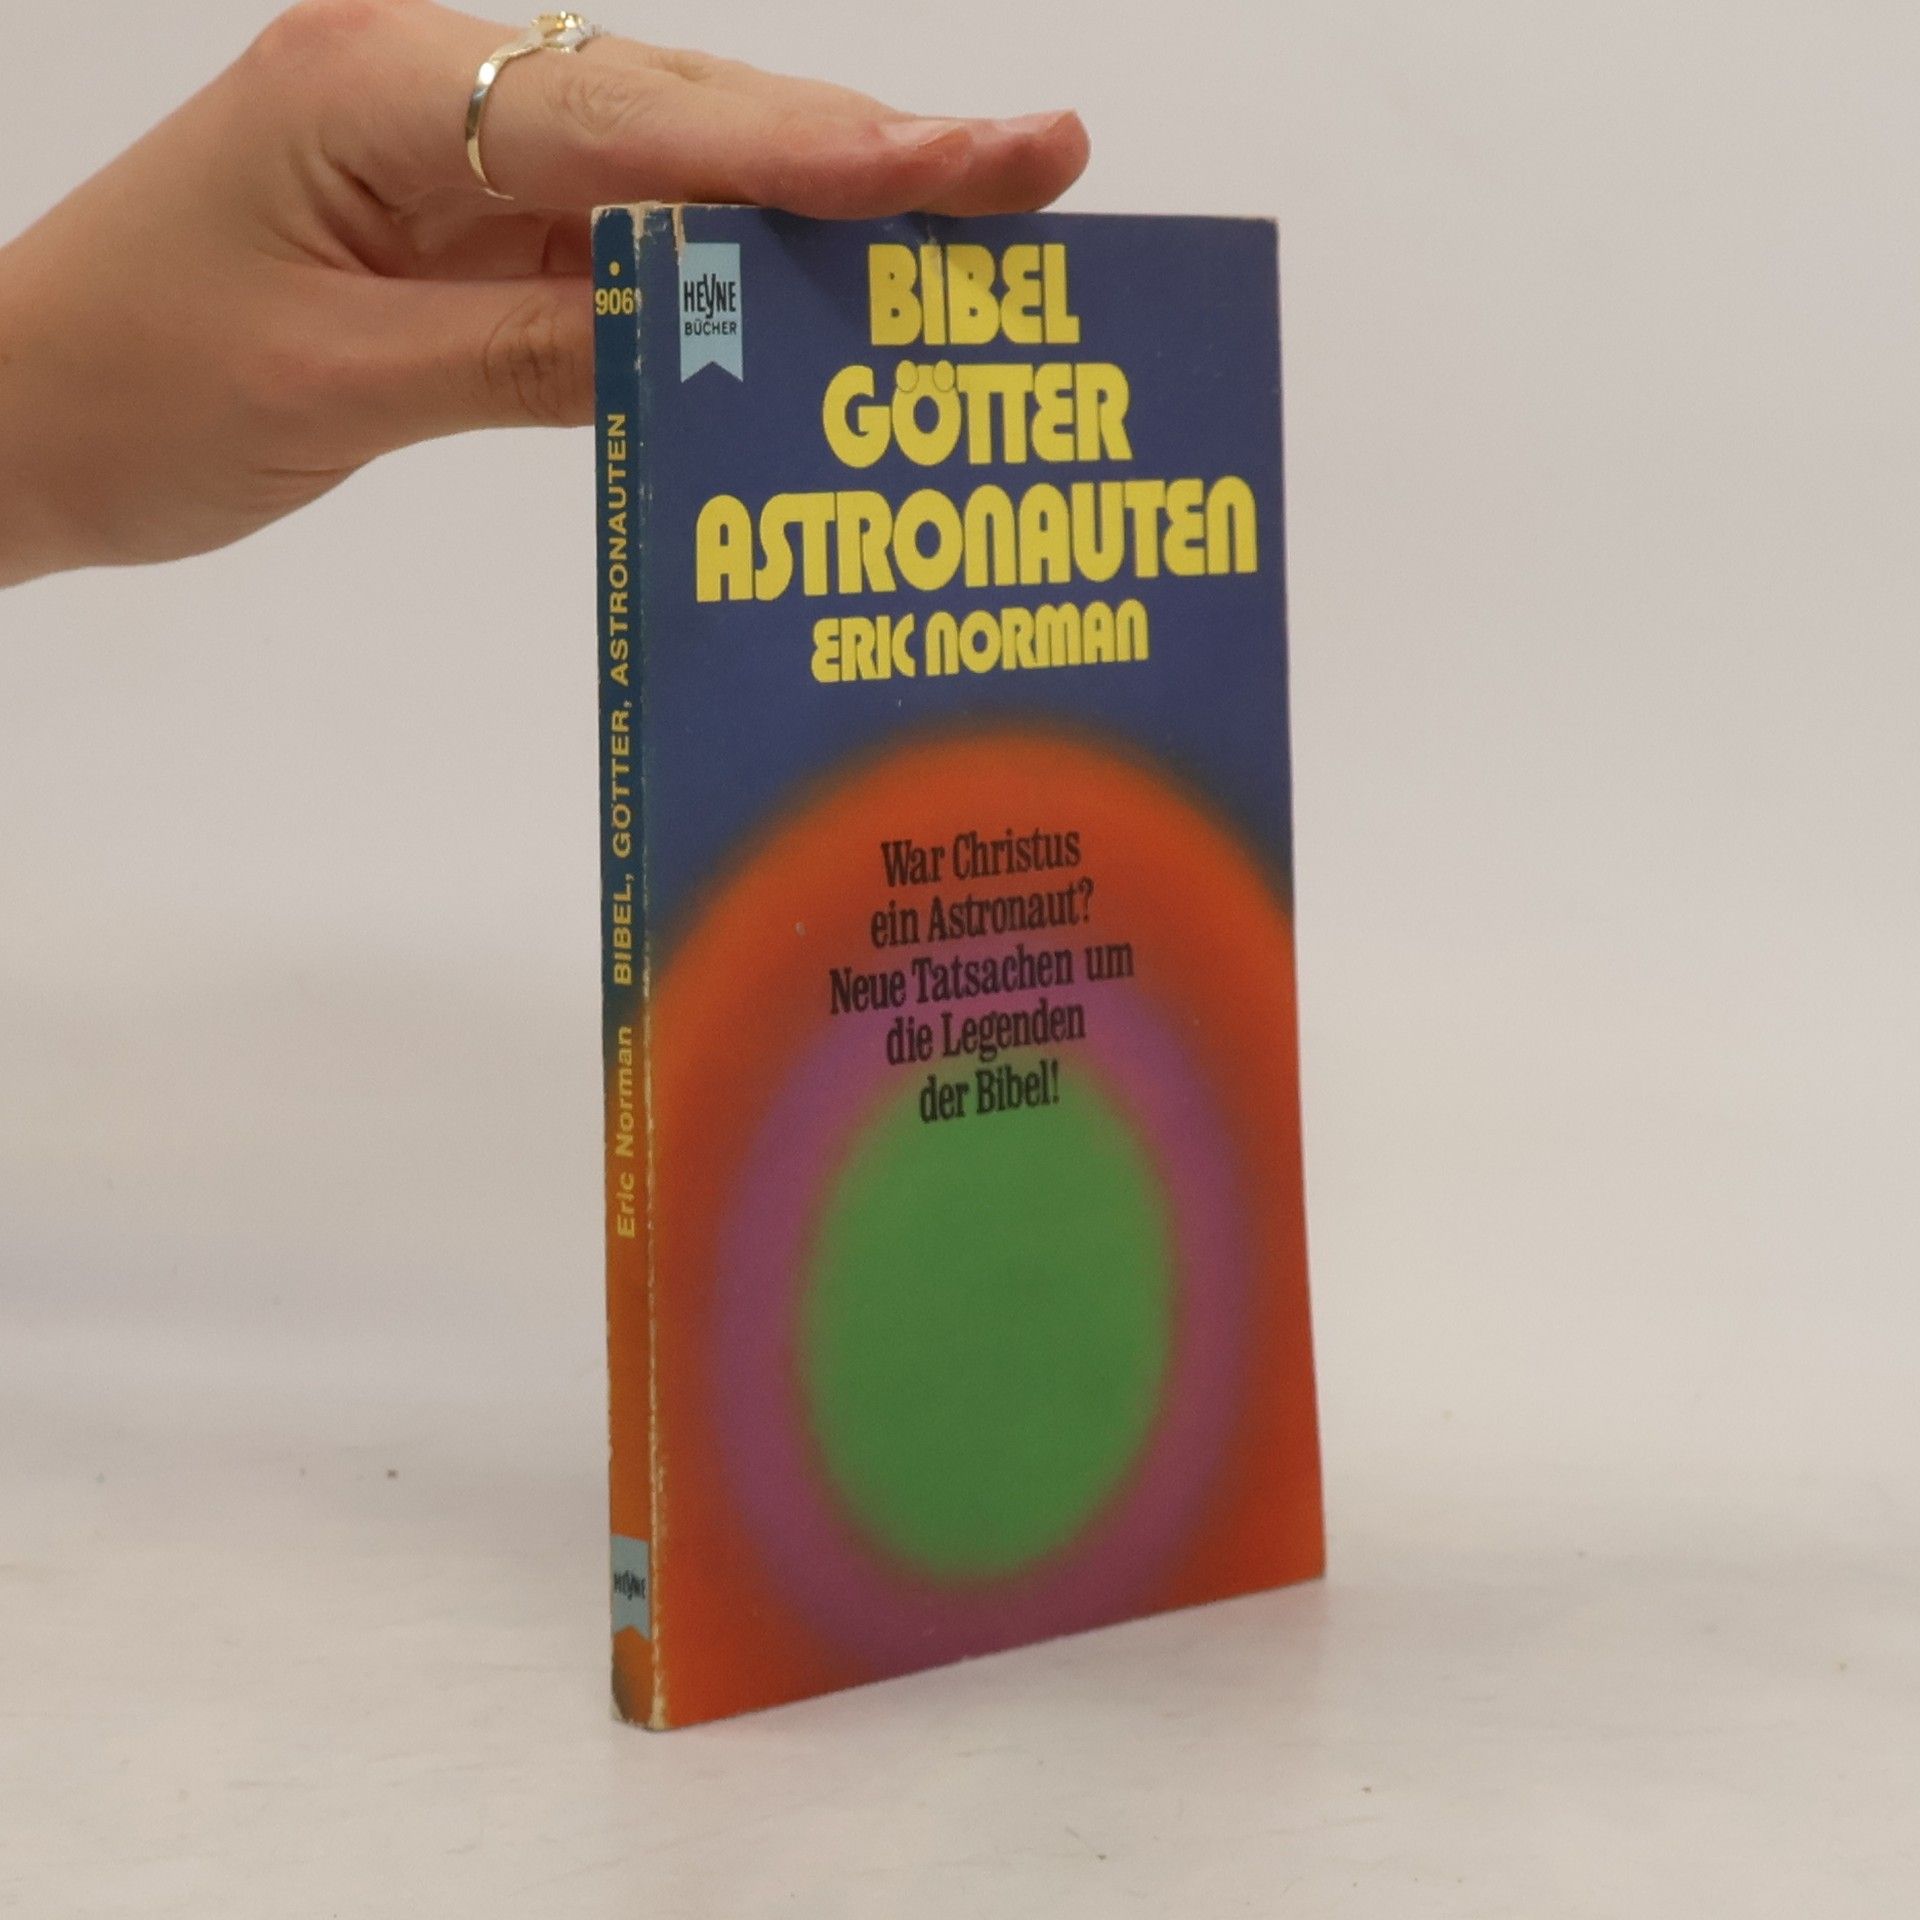 906
HEYNE
BÜCHER
BIBEL
GÖTTER
ASTRONAUTEN
ERIC NORMAN
War Christus
ein Astronaut?
Neue Tatsachen um
die Legenden
der Bibel!
Eric Norman BIBEL, GÖTTER, ASTRONAUTEN
HEYNE